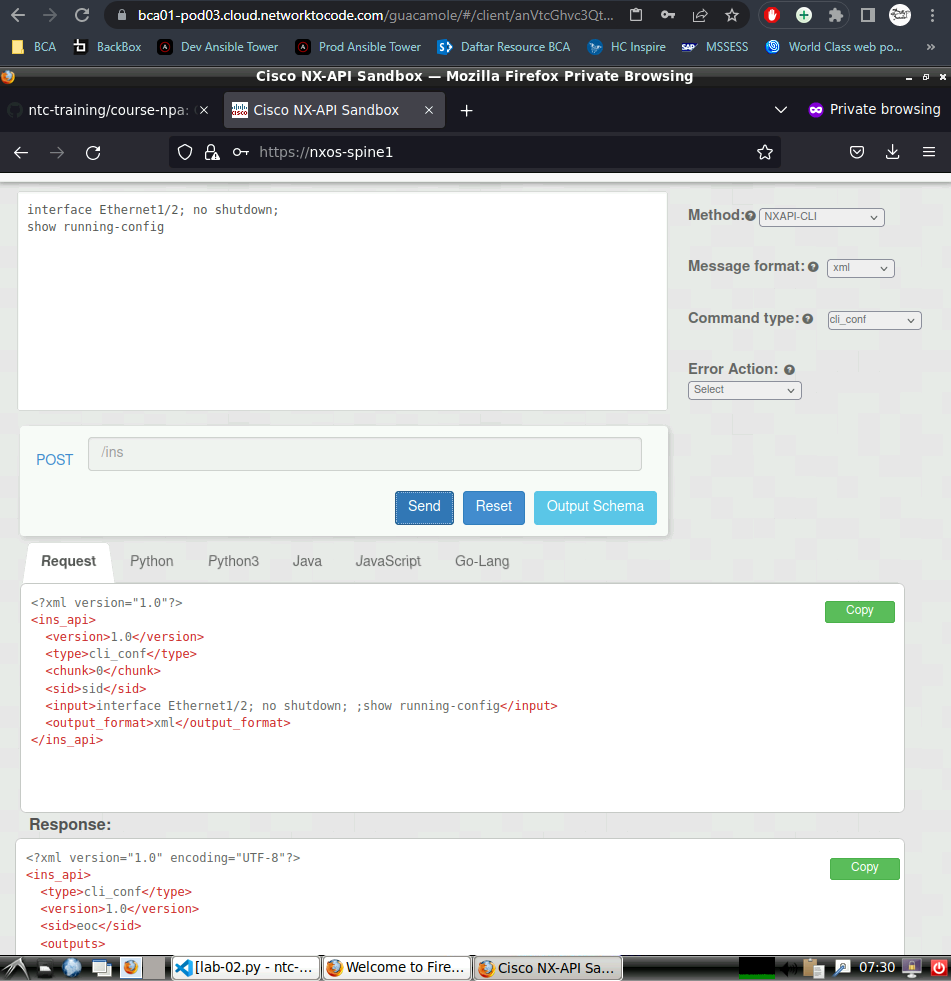 bca01-pod03.cloud.networktocode.com/guacamole/#/client/anVtcGhvc3Qt...
BCA
BackBox
Dev Ansible Tower
Prod Ansible Tower
Daftar Resource BCA
HC Inspire
SAP MSSESS
World Class web po...
»
Cisco NX-API Sandbox — Mozilla Firefox Private Browsing
ntc-training/course-npa:
Cisco NX-API Sandbox
Private browsing
https://nxos-spine1
interface Ethernet1/2; no shutdown;
show running-config
Method: NXAPI-CLI
Message format: xml
Command type: cli_conf
Error Action:
Select
POST /ins
Send Reset Output Schema
Request Python Python3 Java JavaScript Go-Lang
<?xml version="1.0"?>
Copy
<ins_api>
<version>1.0</version>
<type>cli_conf</type>
<chunk>0</chunk>
<sid>sid</sid>
<input>interface Ethernet1/2; no shutdown; ;show running-config</input>
<output_format>xml</output_format>
</ins_api>
Response:
<?xml version="1.0" encoding="UTF-8"?>
Copy
<ins_api>
<type>cli_conf</type>
<version>1.0</version>
<sid>eoc</sid>
<outputs>
[lab-02.py - ntc-...
Welcome to Fire...
Cisco NX-API Sa...
07:30